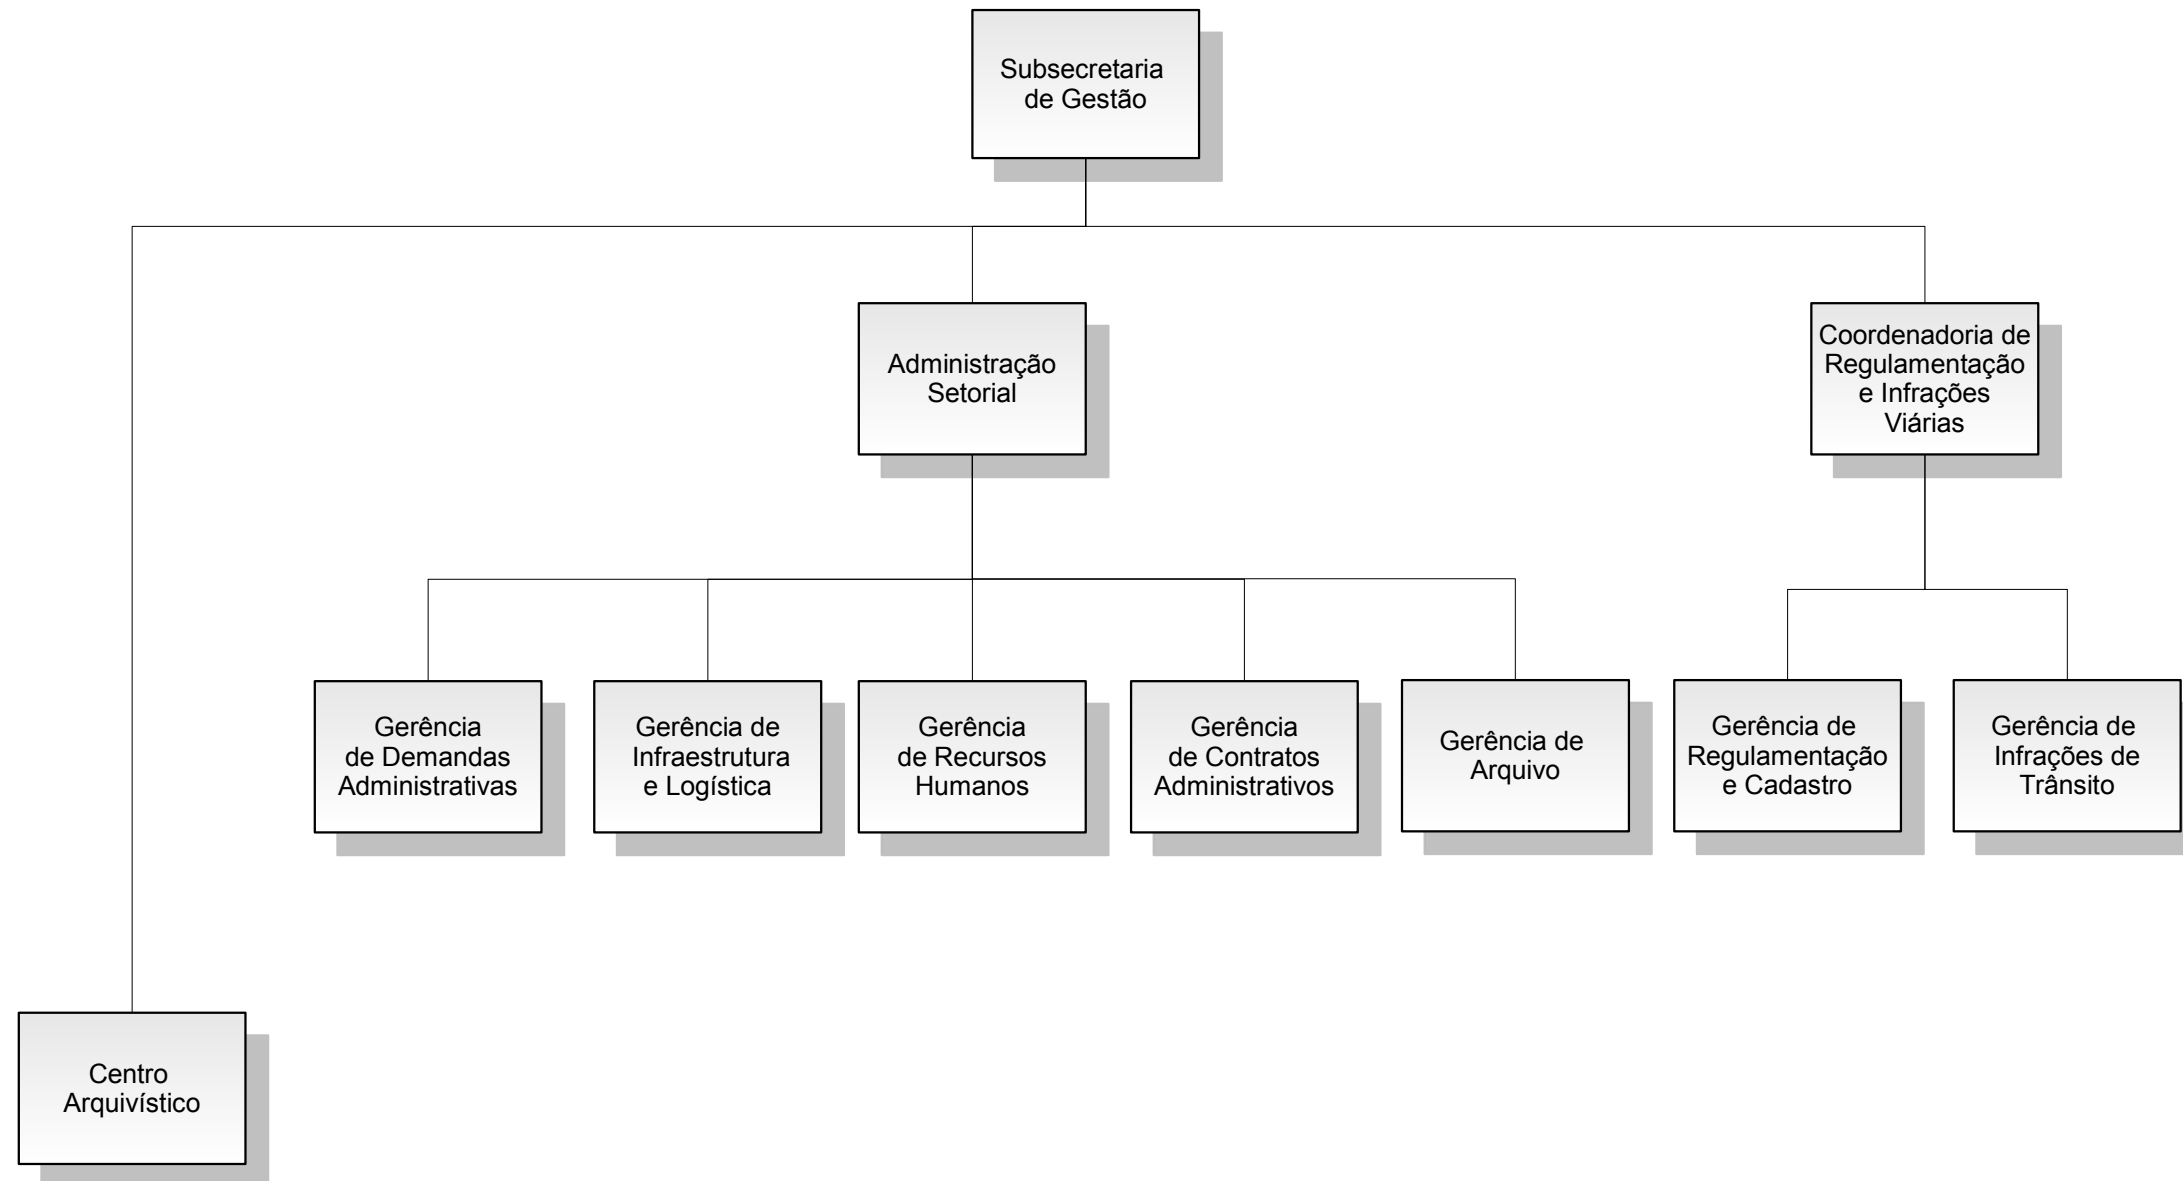 Subsecretaria
de Gestão
Administração
Setorial
Coordenadoria de
Regulamentação
e Infrações
Viárias
Gerência
de Demandas
Administrativas
Gerência de
Infraestrutura
e Logística
Gerência
de Recursos
Humanos
Gerência
de Contratos
Administrativos
Gerência de
Arquivo
Gerência de
Regulamentação
e Cadastro
Gerência de
Infrações de
Trânsito
Centro
Arquivístico